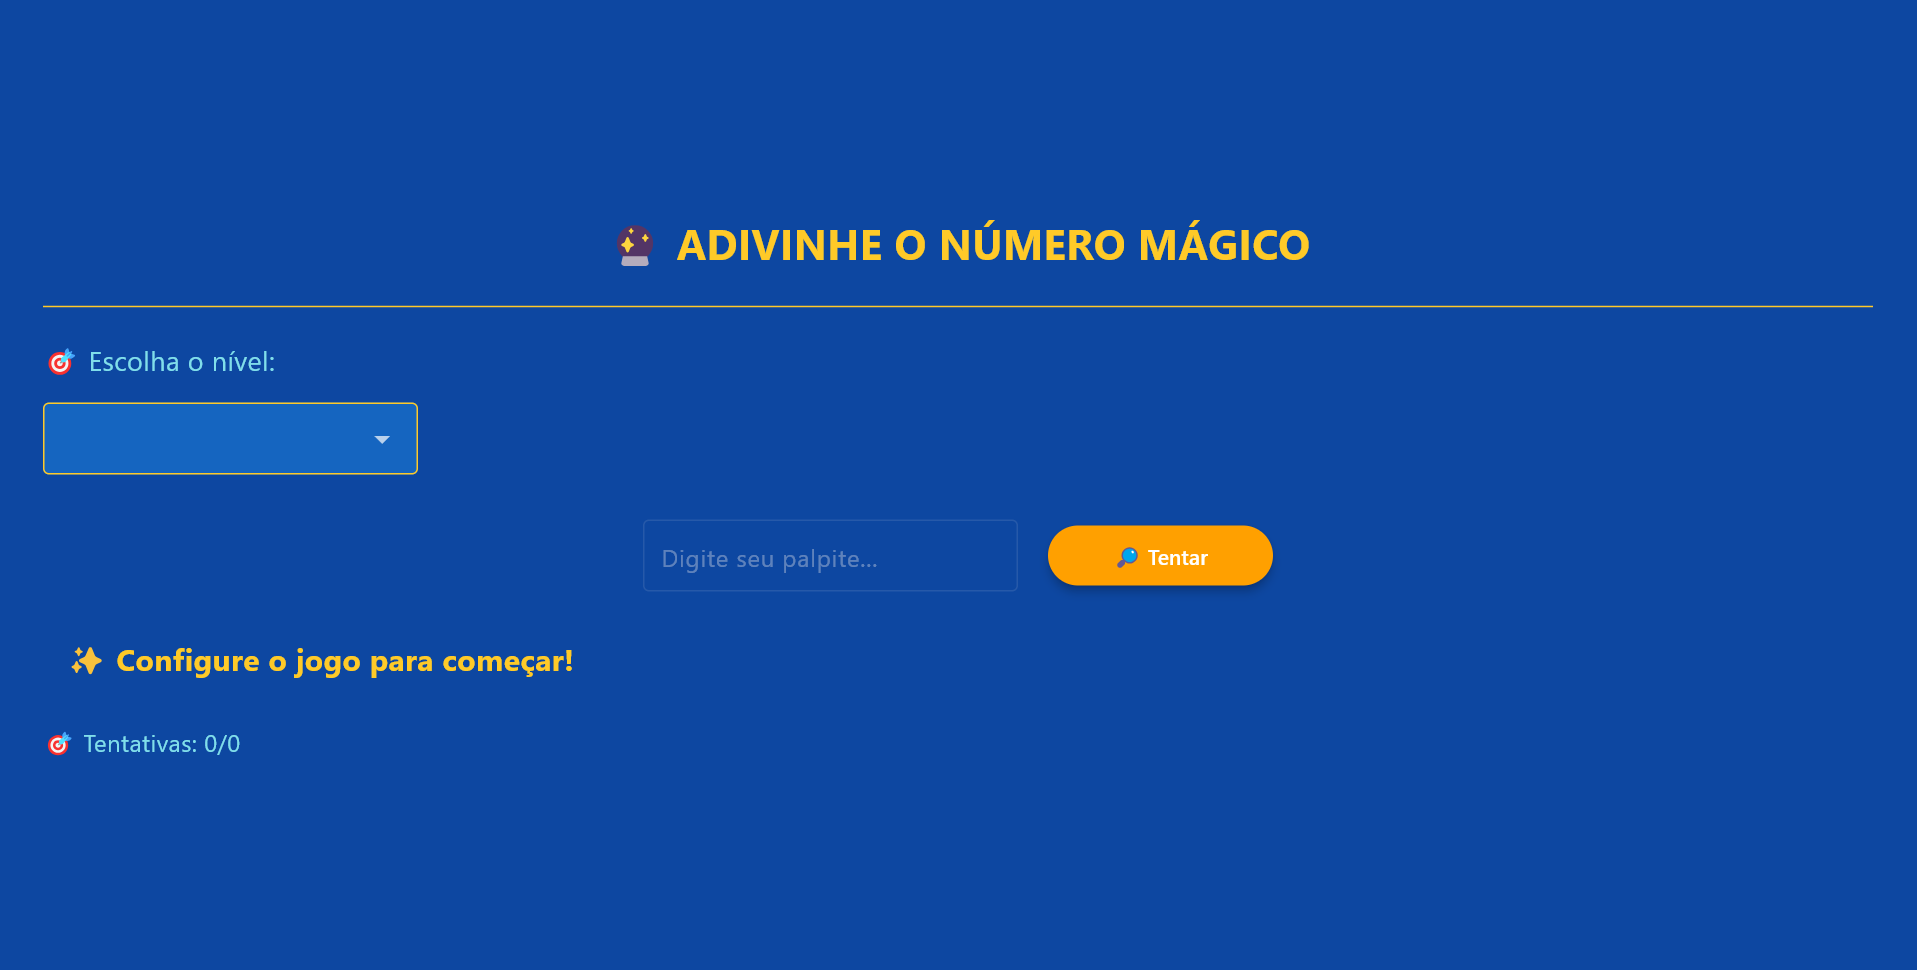 ADIVINHE O NÚMERO MÁGICO
Escolha o nível:
Digite seu palpite...
Tentar
Configure o jogo para começar!
Tentativas: 0/0